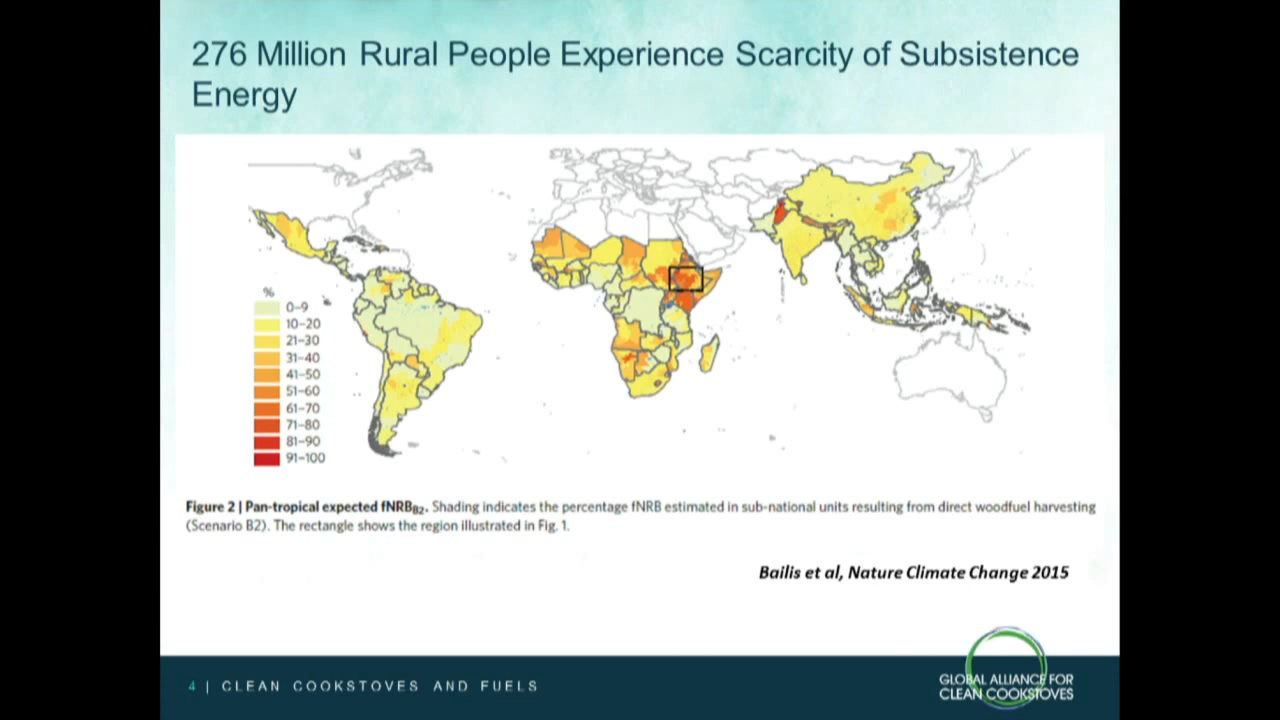 276 Million Rural People Experience Scarcity of Subsistence
Energy
%
0–9
10–20
21–30
31–40
41–50
51–60
61–70
71–80
81–90
91–100
Figure 2 | Pan-tropical expected fNRB_B2. Shading indicates the percentage fNRB estimated in sub-national units resulting from direct woodfuel harvesting
(Scenario B2). The rectangle shows the region illustrated in Fig. 1.
Bailis et al, Nature Climate Change 2015
4 | CLEAN COOKSTOVES AND FUELS
GLOBAL ALLIANCE FOR
CLEAN COOKSTOVES